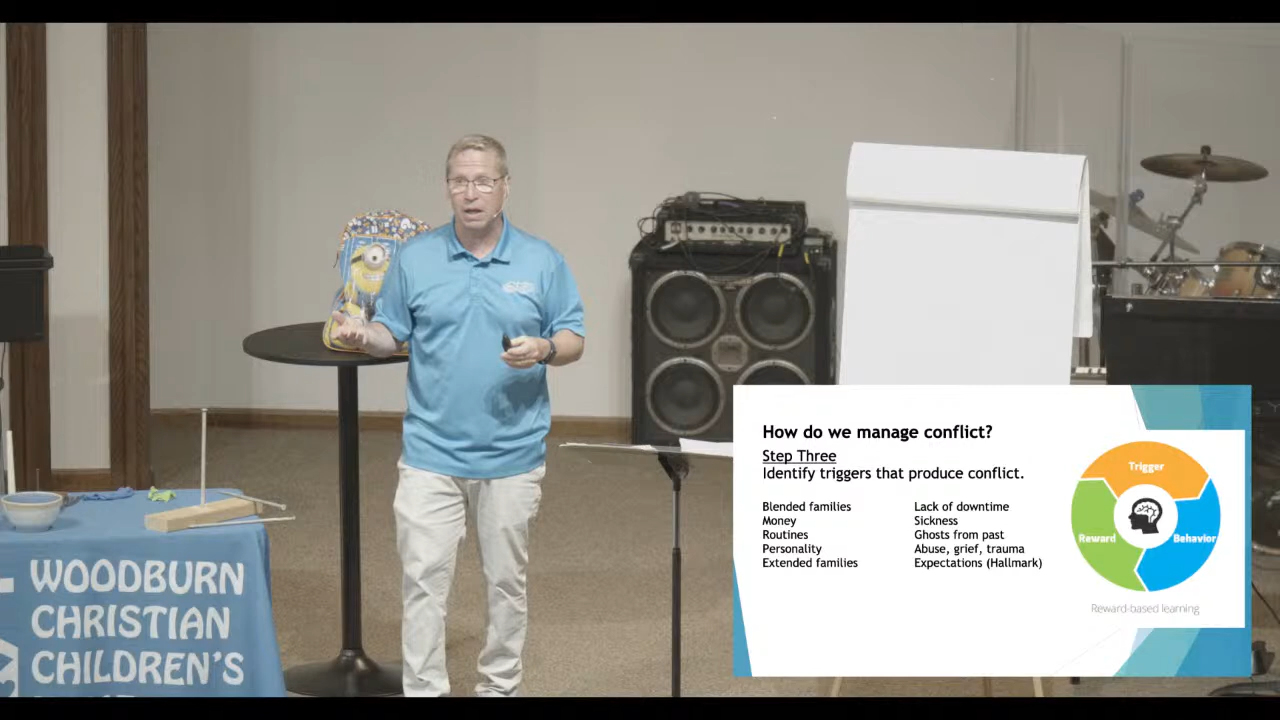 How do we manage conflict?
Step Three
Identify triggers that produce conflict.
Blended families
Money
Routines
Personality
Extended families
Lack of downtime
Sickness
Ghosts from past
Abuse, grief, trauma
Expectations (Hallmark)
Trigger
Reward
Behavior
Reward-based learning
WOODBURN
CHRISTIAN
CHILDREN'S